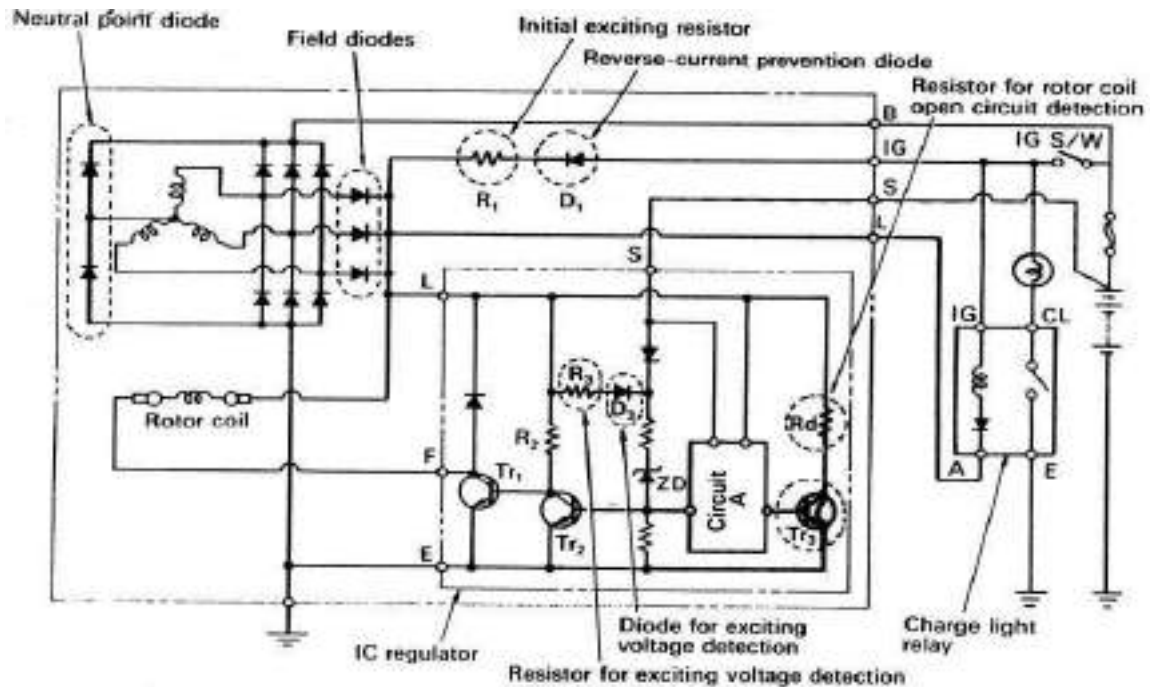 Neutral point diode
Initial exciting resistor
Field diodes
Reverse-current prevention diode
Resistor for rotor coil
open circuit detection
B
IG
IG S/W
S
L
R₁
D₁
S
L
IG
CL
R₃
D₃
Rd
Rotor coil
R₂
F
Tr₁
ZD
Circuit
A
A
E
Tr₂
Tr₃
E
Diode for exciting
voltage detection
Charge light
relay
IC regulator
Resistor for exciting voltage detection